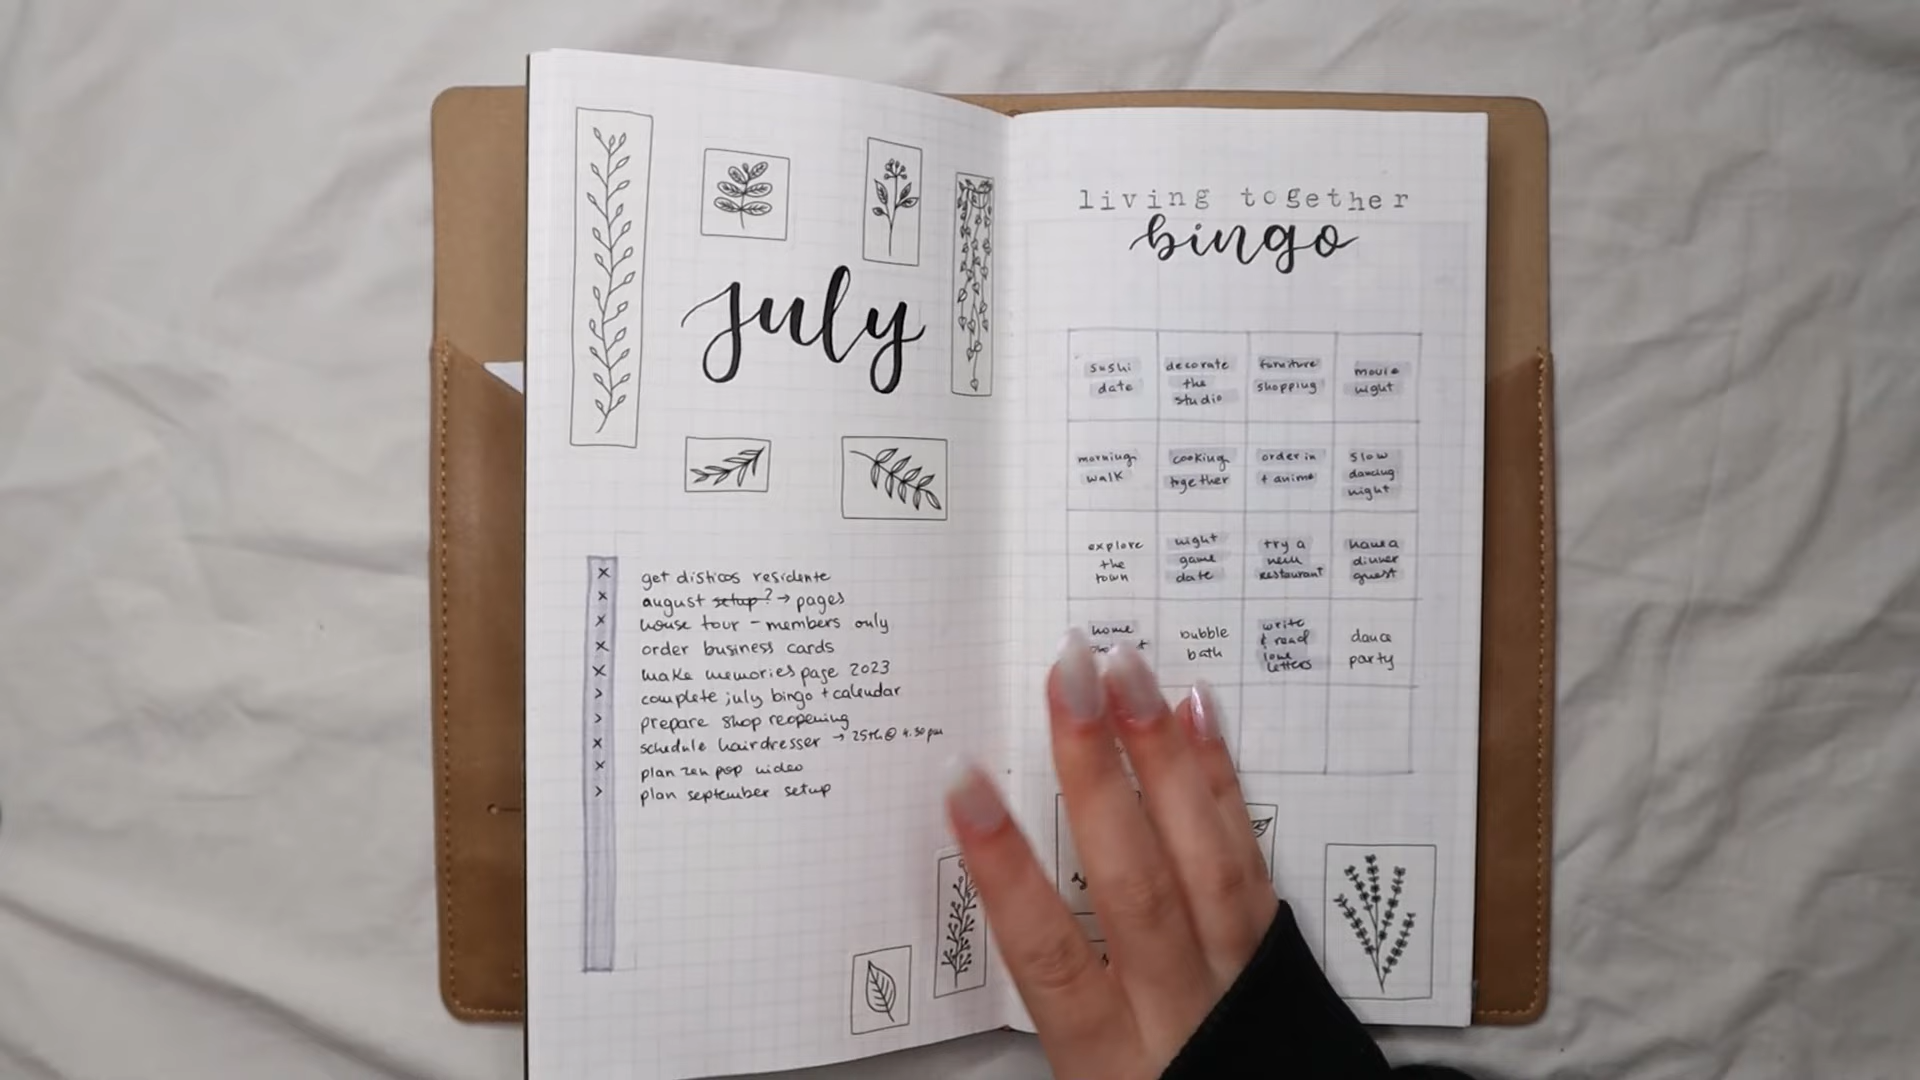 july
x get disticos residente
x august setup? → pages
x house tour - members only
x order business cards
x make memories page 2023
> complete july bingo + calendar
> prepare shop reopening
x schedule hairdresser → 25th @ 4.30 pm
x plan zen pop video
> plan september setup
living together
bingo
sushi
date
decorate
the
studio
furniture
shopping
movie
night
morning
walk
cooking
together
order in
+ anime
slow
dancing
night
explore
the
town
night
game
date
try a
new
restaurant
have a
dinner
guest
home
bubble
bath
write
& read
love
letters
dance
party